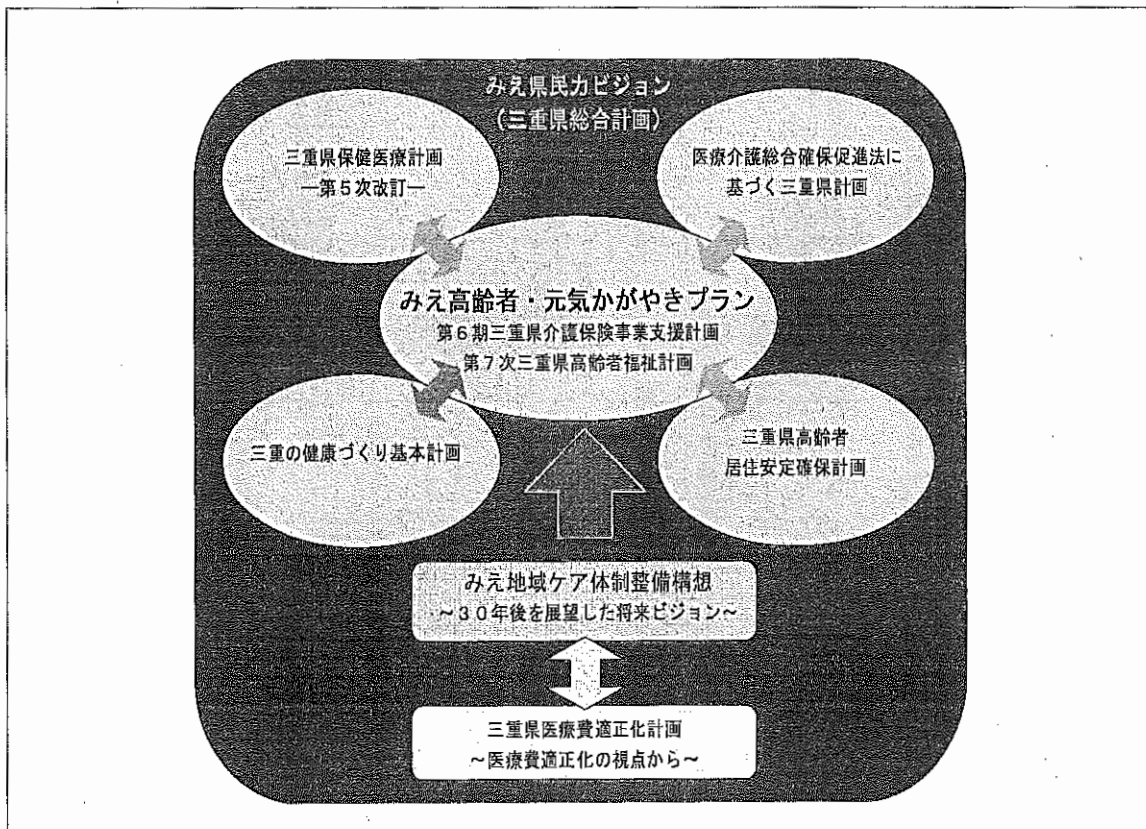 みえ県民力ビジョン
（三重県総合計画）
三重県保健医療計画
―第５次改訂―
医療介護総合確保促進法に
基づく三重県計画
みえ高齢者・元気かがやきプラン
第６期三重県介護保険事業支援計画
第７次三重県高齢者福祉計画
三重の健康づくり基本計画
三重県高齢者
居住安定確保計画
みえ地域ケア体制整備構想
～３０年後を展望した将来ビジョン～
三重県医療費適正化計画
～医療費適正化の視点から～